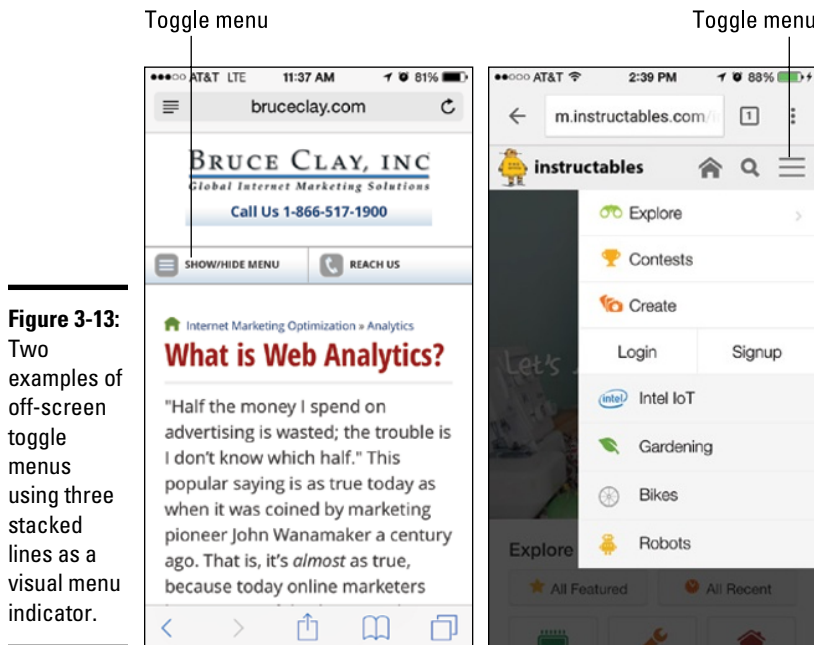 Toggle menu
Toggle menu
AT&T LTE 11:37 AM 81%
bruceclay.com
BRUCE CLAY, INC
Global Internet Marketing Solutions
Call Us 1-866-517-1900
SHOW/HIDE MENU REACH US
Internet Marketing Optimization » Analytics
What is Web Analytics?
"Half the money I spend on
advertising is wasted; the trouble is
I don't know which half." This
popular saying is as true today as
when it was coined by marketing
pioneer John Wanamaker a century
ago. That is, it's almost as true,
because today online marketers
AT&T 2:39 PM 88%
m.instructables.com/
1
instructables
Explore
Contests
Create
Login Signup
Let's
intel Intel IoT
Gardening
Bikes
Robots
Explore
All Featured All Recent
Figure 3-13:
Two
examples of
off-screen
toggle
menus
using three
stacked
lines as a
visual menu
indicator.